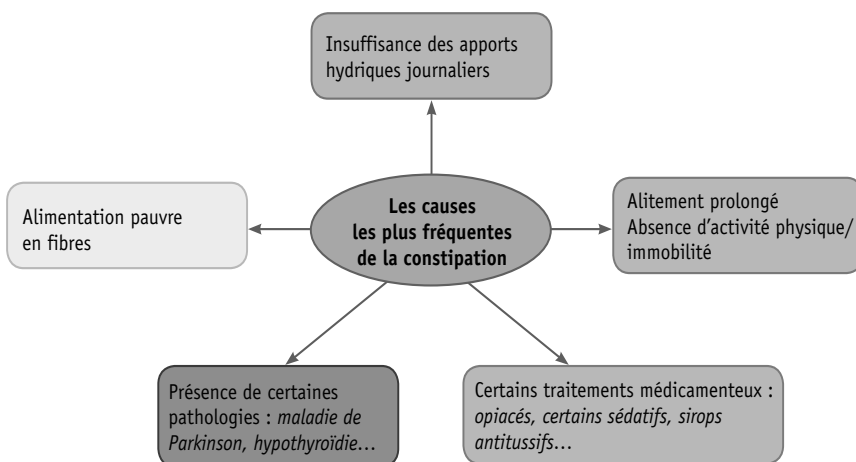 Insuffisance des apports
hydriques journaliers
Alimentation pauvre
en fibres
Les causes
les plus fréquentes
de la constipation
Alitement prolongé
Absence d’activité physique/
immobilité
Présence de certaines
pathologies : maladie de
Parkinson, hypothyroïdie…
Certains traitements médicamenteux :
opiacés, certains sédatifs, sirops
antitussifs…